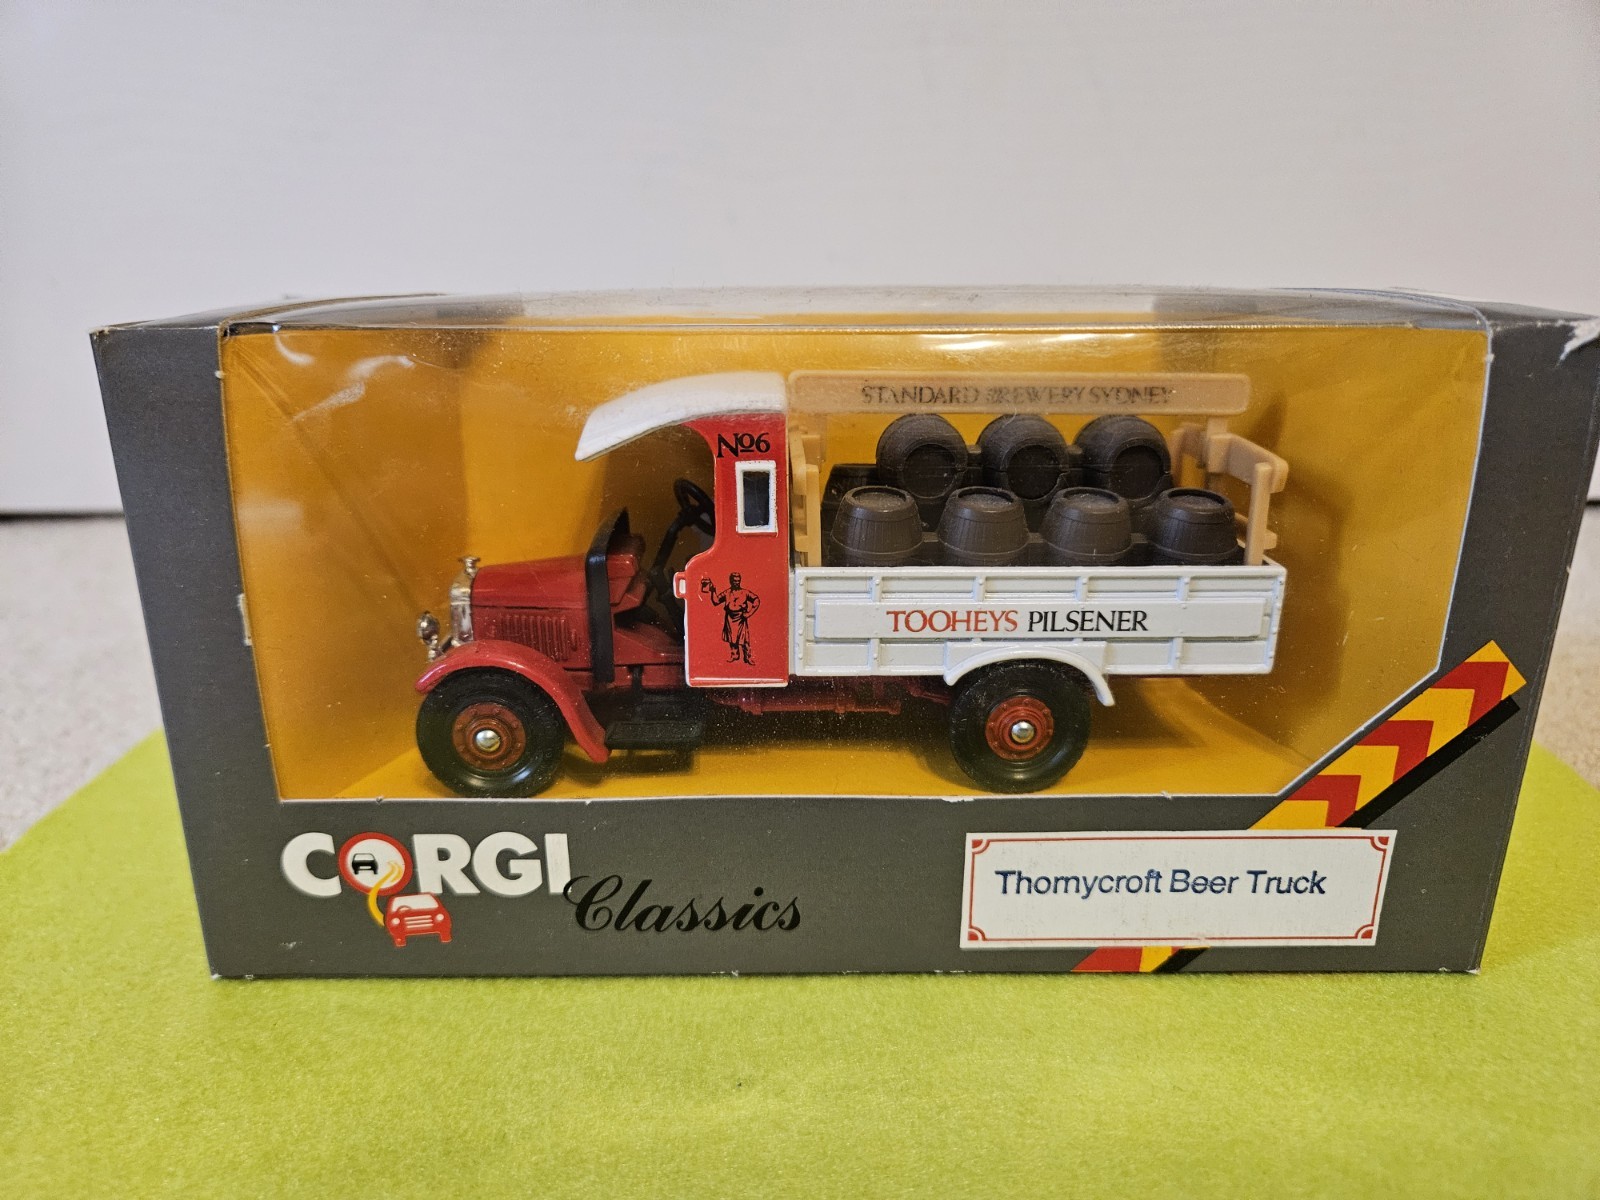 STANDARD BREWERY SYDNEY
No6
TOOHEYS PILSENER
CORGI
Classics
Thornycroft Beer Truck